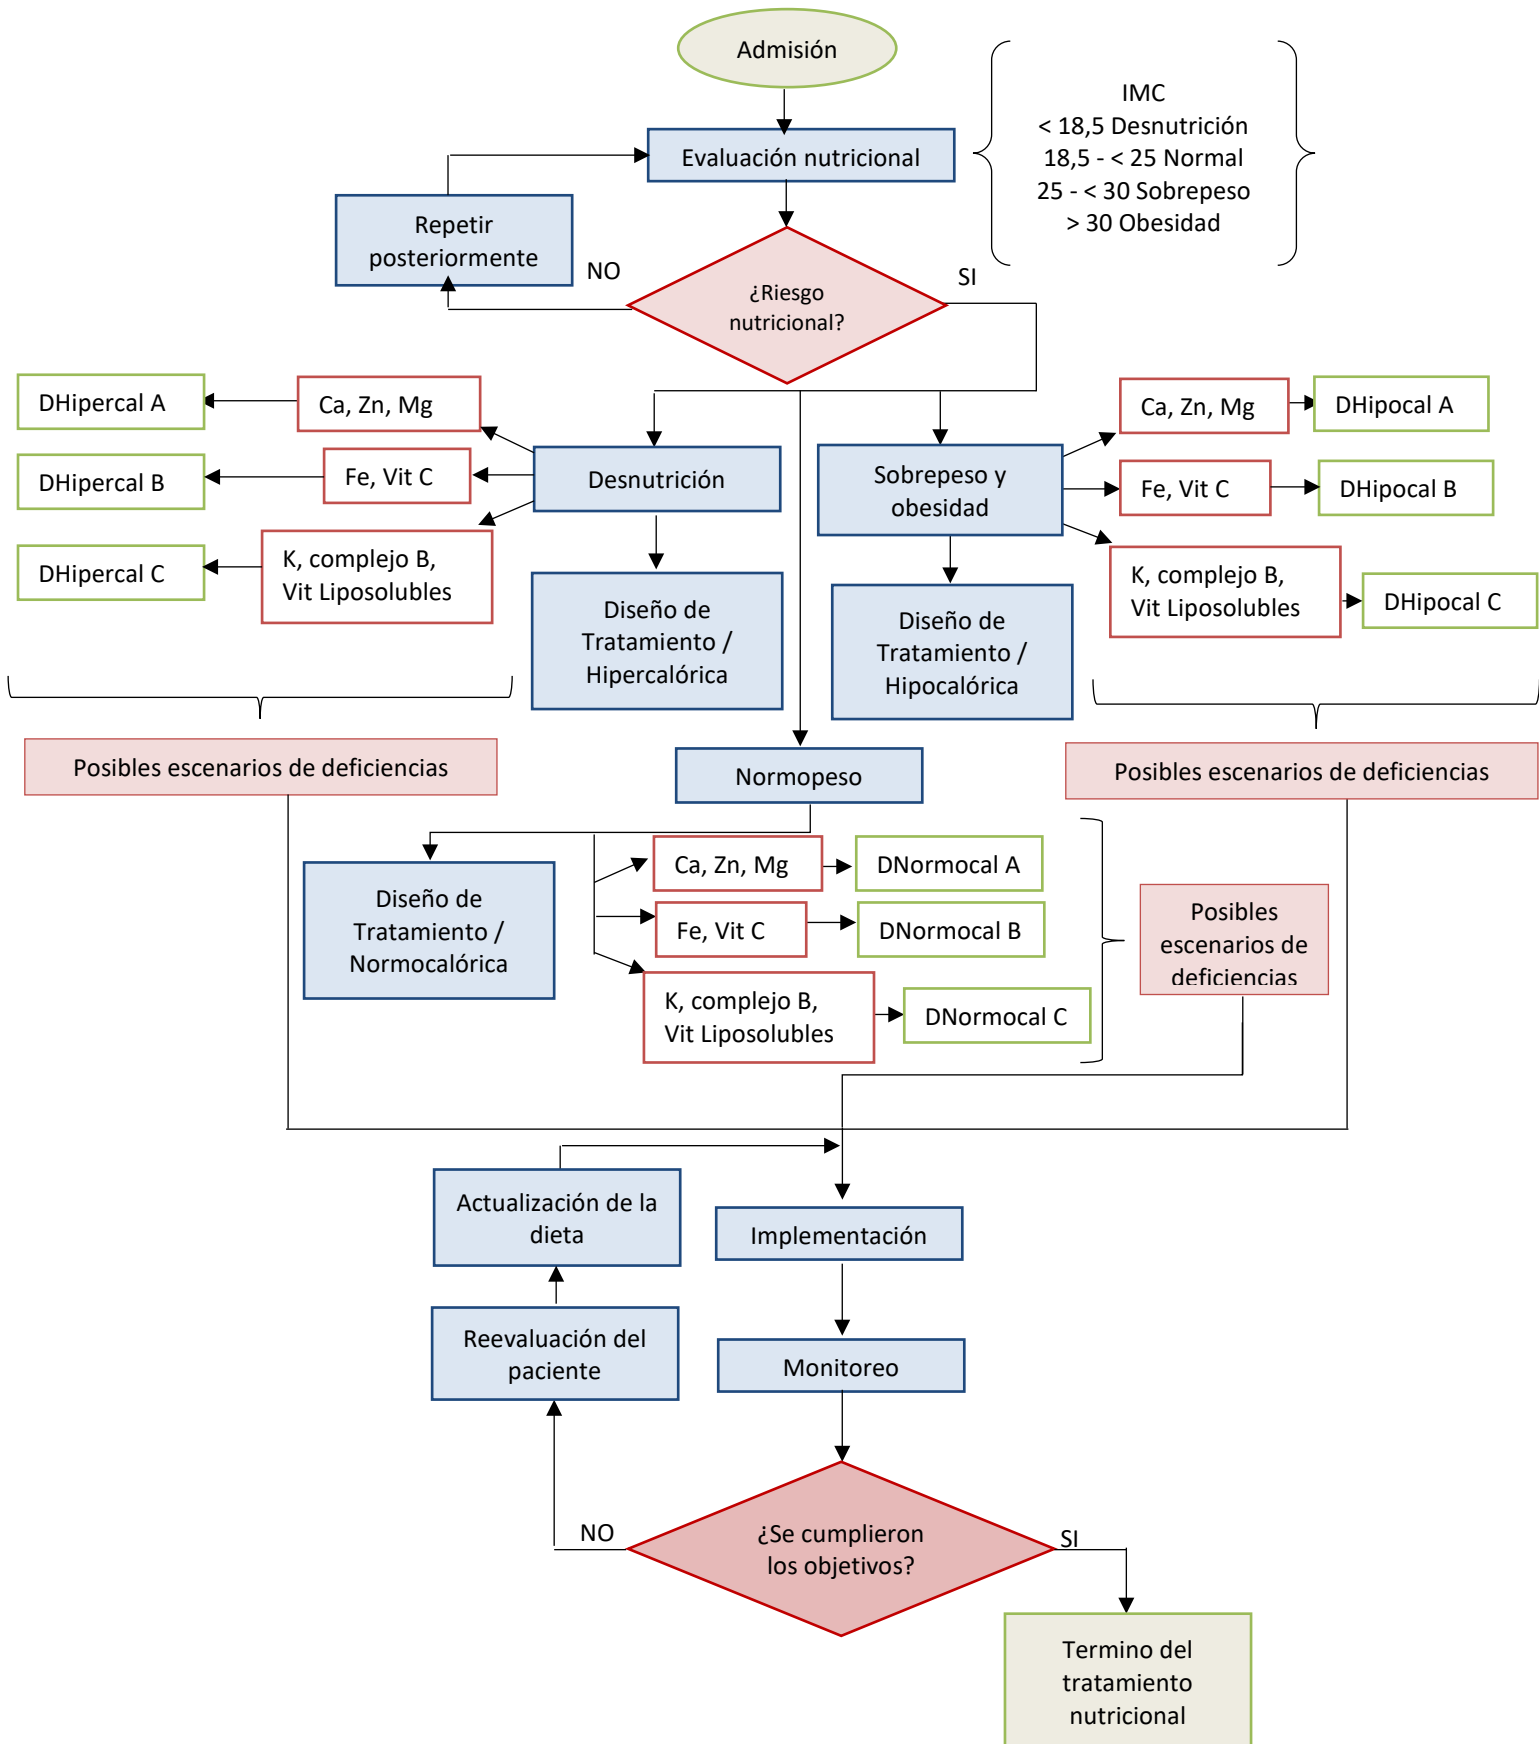 Admisión
IMC
< 18,5 Desnutrición
18,5 - < 25 Normal
25 - < 30 Sobrepeso
> 30 Obesidad
Evaluación nutricional
Repetir
posteriormente
NO
SI
¿Riesgo
nutricional?
DHipercal A
Ca, Zn, Mg
DHipercal B
Fe, Vit C
DHipercal C
K, complejo B,
Vit Liposolubles
Desnutrición
Sobrepeso y
obesidad
Ca, Zn, Mg
DHipocal A
Fe, Vit C
DHipocal B
K, complejo B,
Vit Liposolubles
DHipocal C
Diseño de
Tratamiento /
Hipercalórica
Diseño de
Tratamiento /
Hipocalórica
Posibles escenarios de deficiencias
Normopeso
Posibles escenarios de deficiencias
Diseño de
Tratamiento /
Normocalórica
Ca, Zn, Mg
DNormocal A
Fe, Vit C
DNormocal B
K, complejo B,
Vit Liposolubles
DNormocal C
Posibles
escenarios de
deficiencias
Actualización de la
dieta
Implementación
Reevaluación del
paciente
Monitoreo
NO
¿Se cumplieron
los objetivos?
SI
Termino del
tratamiento
nutricional